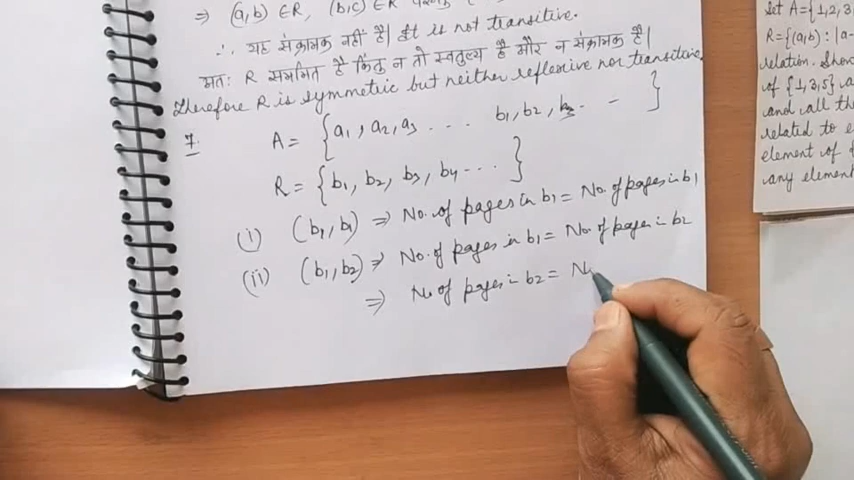 ⇒ (a,b) ∈ R, (b,c) ∈ R
∴ यह संक्रामक नहीं है। It is not transitive.
अतः R सममित है किंतु न तो स्वतुल्य है और न संक्रामक है।
Therefore R is symmetric but neither reflexive nor transitive.
7. A = {a1, a2, a3 . . . . b1, b2, b3 . . - }
R = {b1, b2, b3, b4 - . . . }
(i) (b1, b1) ⇒ No. of pages in b1 = No. of pages in b1
(ii) (b1, b2) ⇒ No. of pages in b1 = No. of pages in b2
⇒ No of pages in b2 = No
Let A = {1,2,3
R = {(a,b) : |a-
relation. Show
of {1,3,5} a
and all the
related to e
element of {
any element